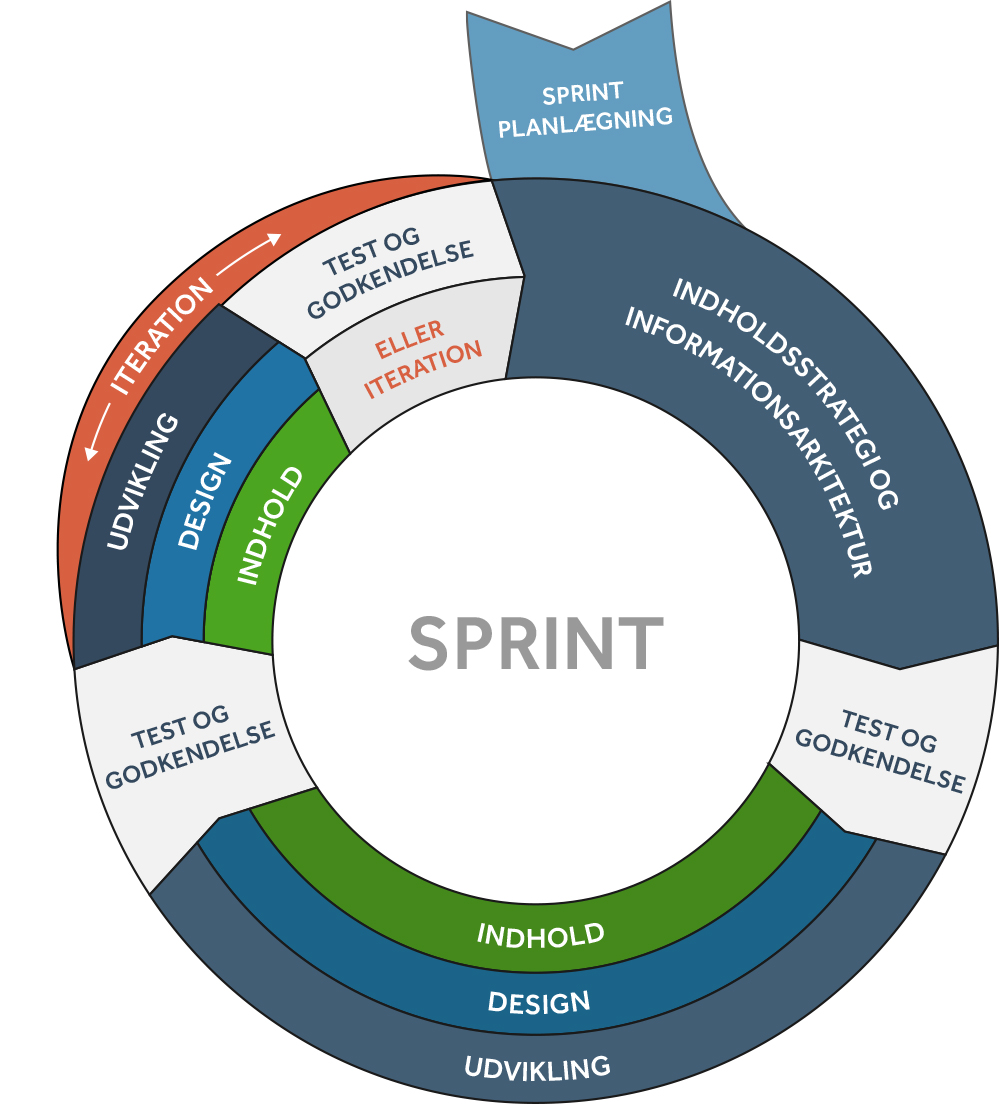 SPRINT
PLANLÆGNING
INDHOLDSSTRATEGI OG
INFORMATIONSARKITEKTUR
TEST OG
GODKENDELSE
INDHOLD
DESIGN
UDVIKLING
TEST OG
GODKENDELSE
UDVIKLING
DESIGN
INDHOLD
ITERATION
TEST OG
GODKENDELSE
ELLER
ITERATION
SPRINT